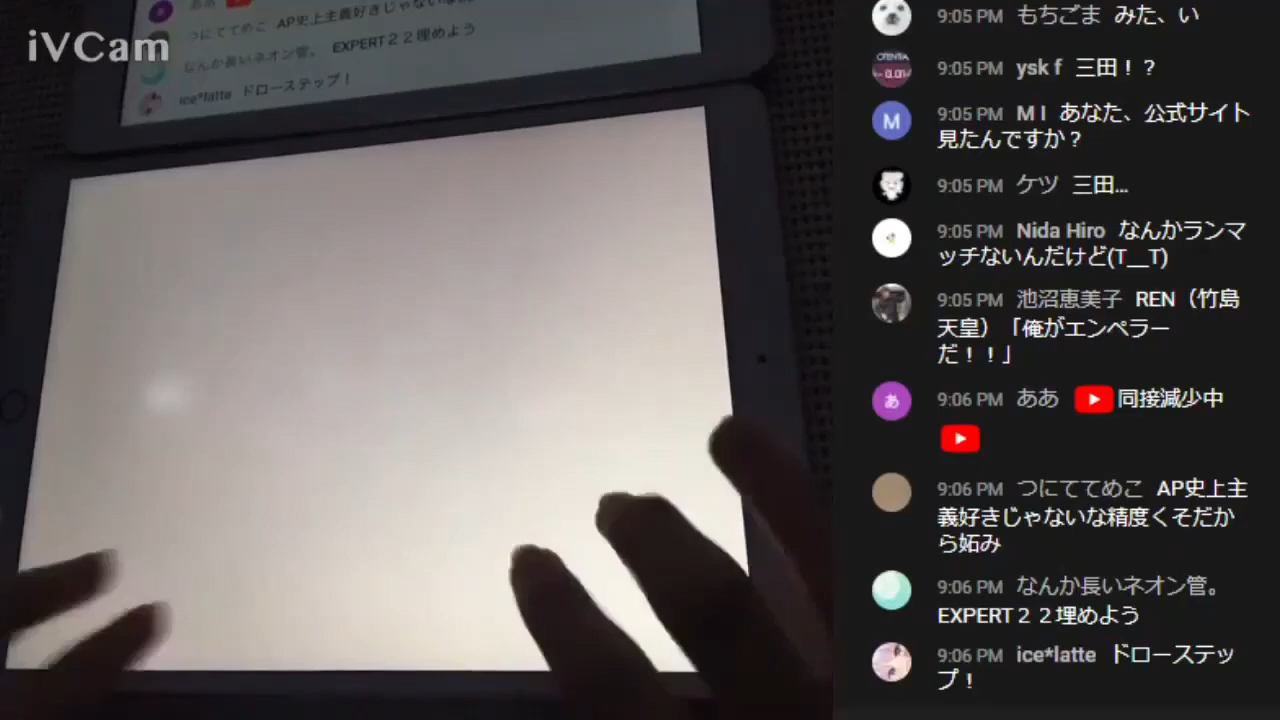 iVCam
ああ
つにててめこ AP史上主義好きじゃないな
なんか長いネオン管。 EXPERT２２埋めよう
ice*latte ドローステップ！
9:05 PM もちごま みた、い
9:05 PM ysk f 三田！？
M
9:05 PM M I あなた、公式サイト
見たんですか？
9:05 PM ケツ 三田...
9:05 PM Nida Hiro なんかランマ
ッチないんだけど(T__T)
9:05 PM 池沼恵美子 REN（竹島
天皇）「俺がエンペラー
だ！！」
あ
9:06 PM ああ 同接減少中
9:06 PM つにててめこ AP史上主
義好きじゃないな精度くそだか
ら妬み
9:06 PM なんか長いネオン管。
EXPERT２２埋めよう
9:06 PM ice*latte ドローステッ
プ！